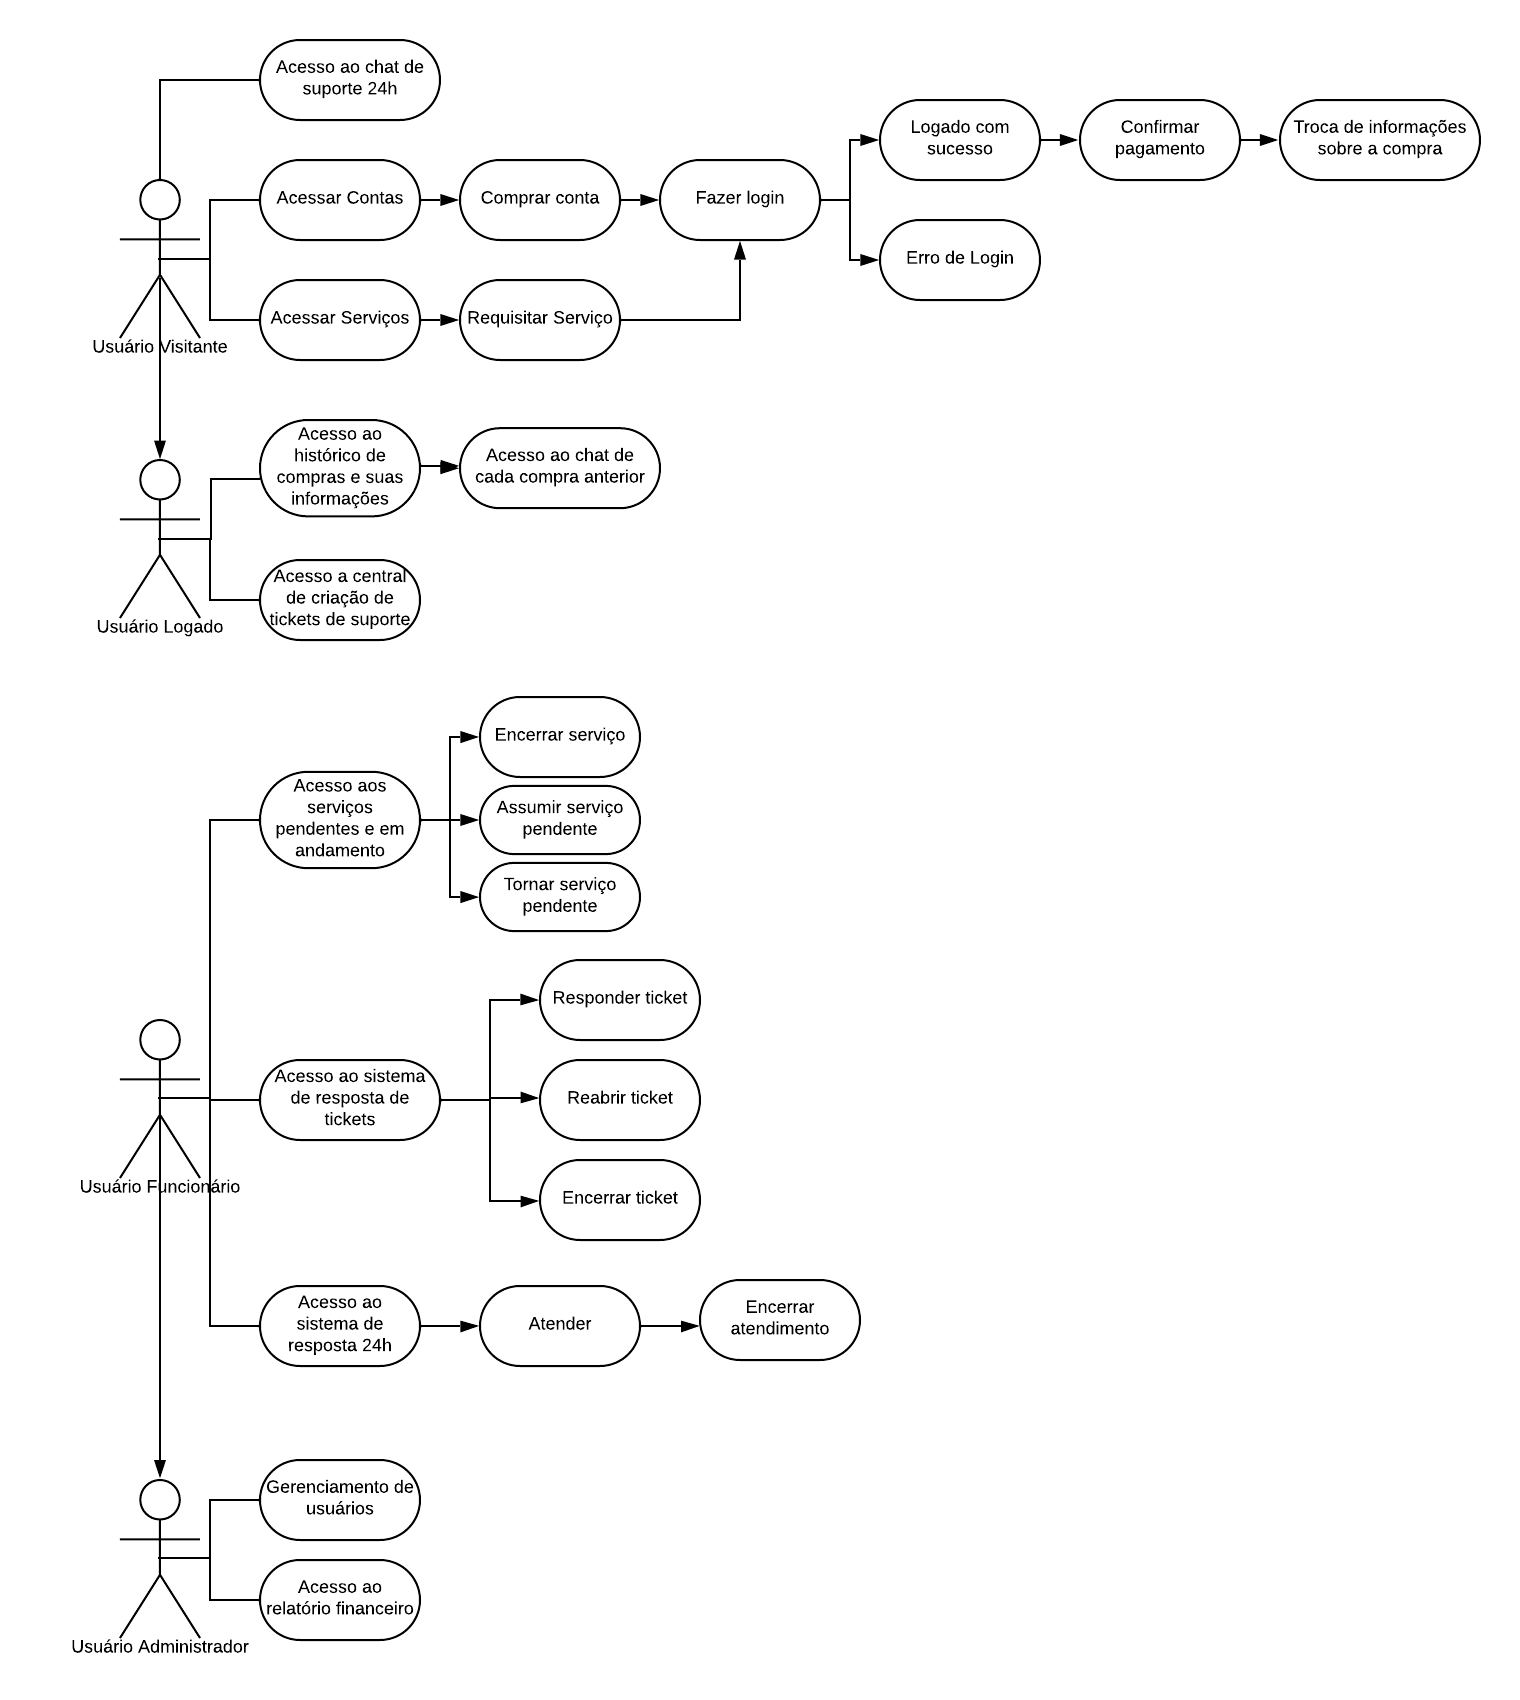 Acesso ao chat de
suporte 24h
Acessar Contas
Comprar conta
Fazer login
Logado com
sucesso
Confirmar
pagamento
Troca de informações
sobre a compra
Erro de Login
Acessar Serviços
Requisitar Serviço
Usuário Visitante
Acesso ao
histórico de
compras e suas
informações
Acesso ao chat de
cada compra anterior
Acesso a central
de criação de
tickets de suporte
Usuário Logado
Encerrar serviço
Acesso aos
serviços
pendentes e em
andamento
Assumir serviço
pendente
Tornar serviço
pendente
Responder ticket
Acesso ao sistema
de resposta de
tickets
Reabrir ticket
Encerrar ticket
Usuário Funcionário
Acesso ao
sistema de
resposta 24h
Atender
Encerrar
atendimento
Gerenciamento de
usuários
Acesso ao
relatório financeiro
Usuário Administrador